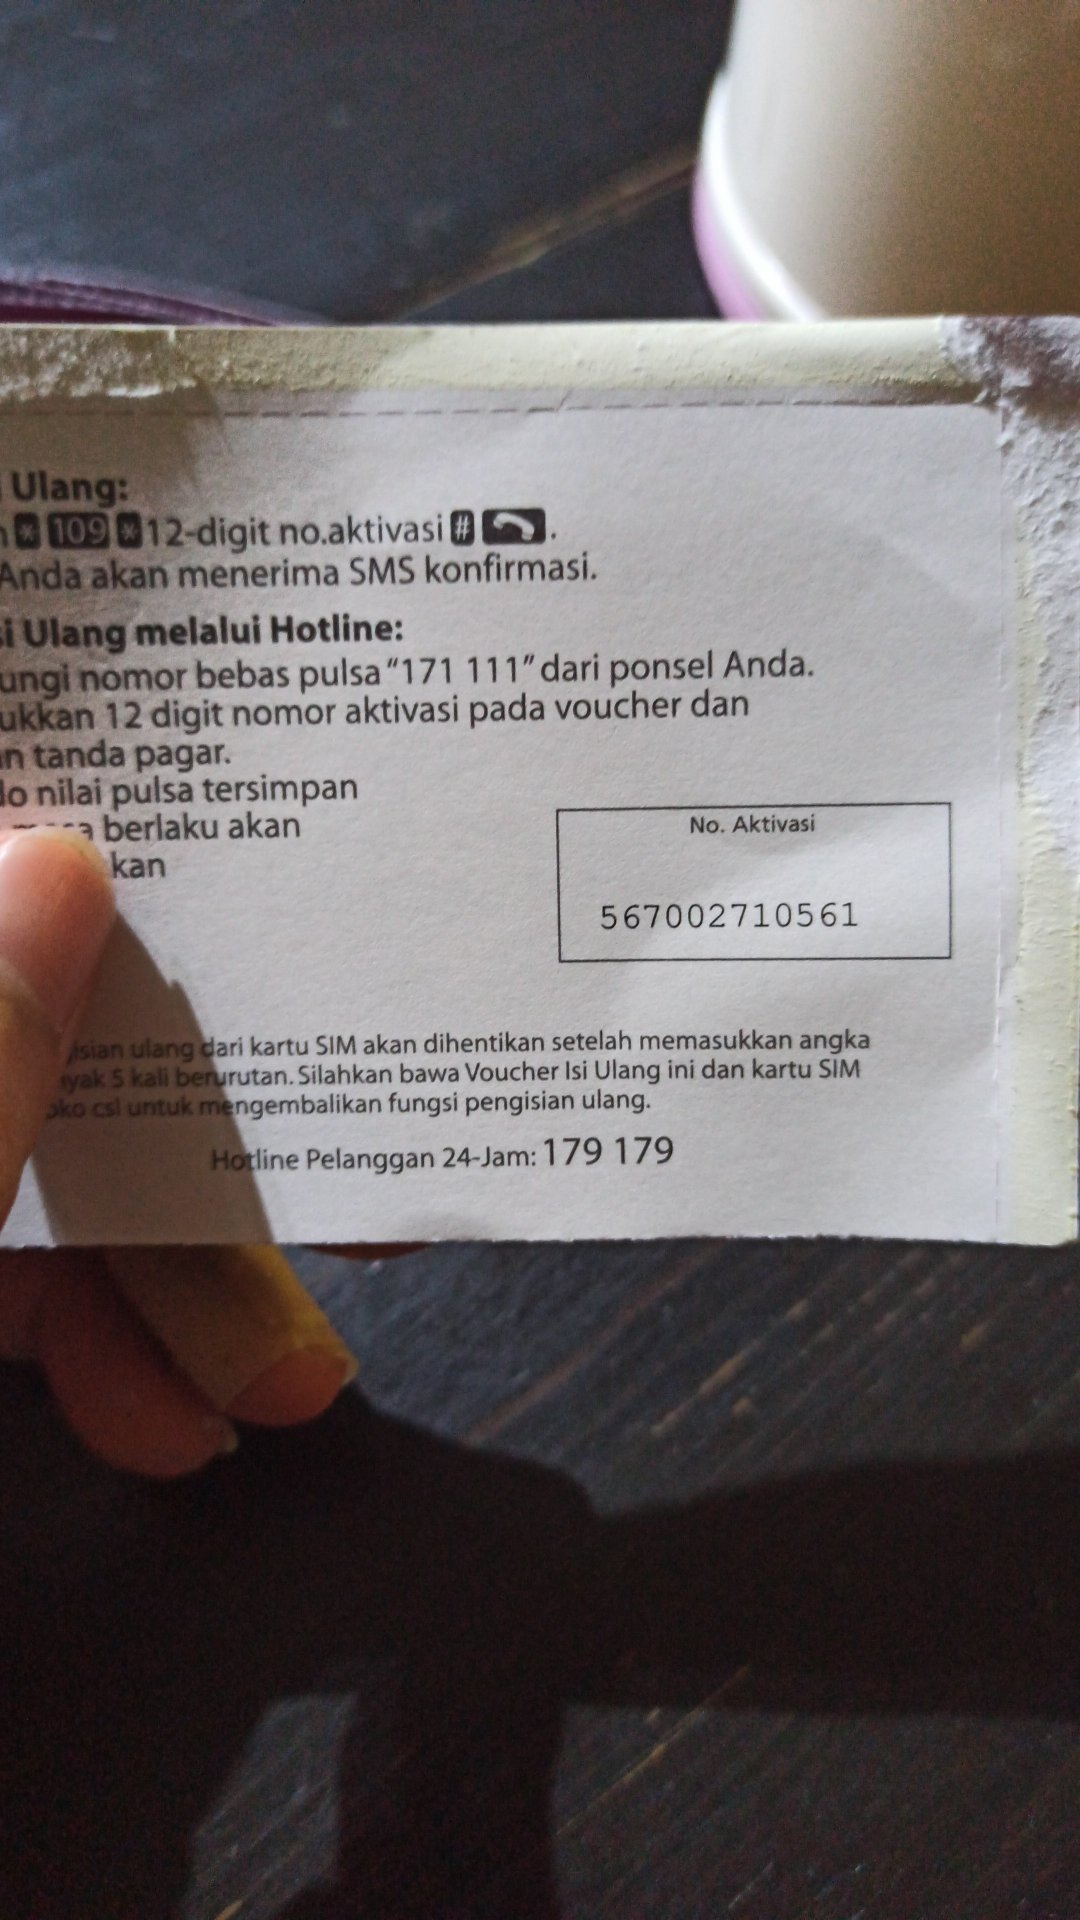 Ulang:
* 109 * 12-digit no.aktivasi # .
Anda akan menerima SMS konfirmasi.
Ulang melalui Hotline:
ungi nomor bebas pulsa “171 111” dari ponsel Anda.
ukkan 12 digit nomor aktivasi pada voucher dan
n tanda pagar.
lo nilai pulsa tersimpan
berlaku akan
kan
No. Aktivasi
567002710561
isian ulang dari kartu SIM akan dihentikan setelah memasukkan angka
yak 5 kali berurutan. Silahkan bawa Voucher Isi Ulang ini dan kartu SIM
oko csl untuk mengembalikan fungsi pengisian ulang.
Hotline Pelanggan 24-Jam: 179 179